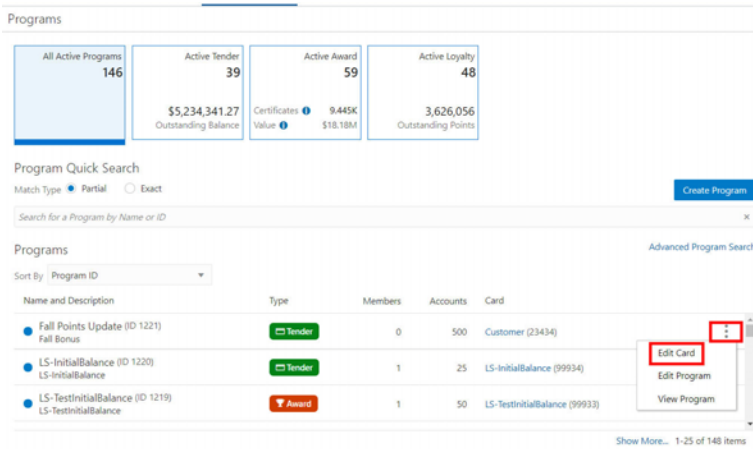 Programs
All Active Programs
146
Active Tender
39
$5,234,341.27
Outstanding Balance
Active Award
59
Certificates 9.445K
Value $18.18M
Active Loyalty
48
3,626,056
Outstanding Points
Program Quick Search
Match Type Partial Exact
Create Program
Search for a Program by Name or ID
Programs
Advanced Program Search
Sort By Program ID
Name and Description Type Members Accounts Card
Fall Points Update (ID 1221) Tender 0 500 Customer (23434)
Fall Bonus
Edit Card
LS-InitialBalance (ID 1220) Tender 1 25 LS-InitialBalance (99934)
LS-InitialBalance
Edit Program
View Program
LS-TestInitialBalance (ID 1219) Award 1 50 LS-TestInitialBalance (99933)
LS-TestInitialBalance
Show More... 1-25 of 148 items